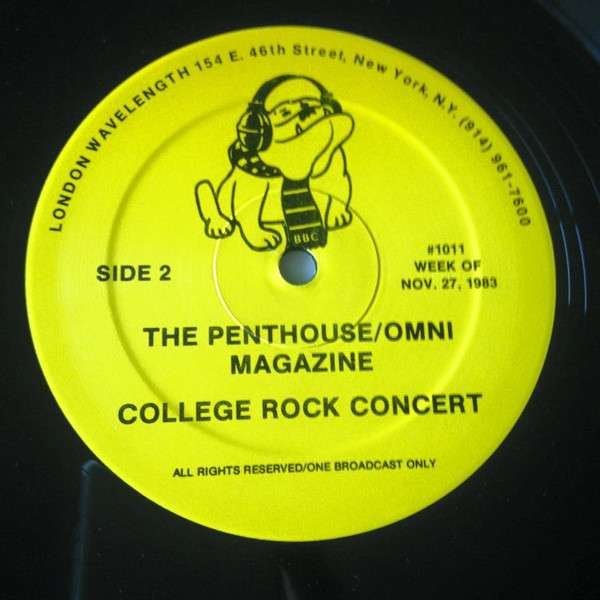 LONDON WAVELENGTH 154 E. 46th Street, New York, N.Y. (914) 961-7600
BBC
SIDE 2
#1011
WEEK OF
NOV. 27, 1983
THE PENTHOUSE/OMNI
MAGAZINE
COLLEGE ROCK CONCERT
ALL RIGHTS RESERVED/ONE BROADCAST ONLY